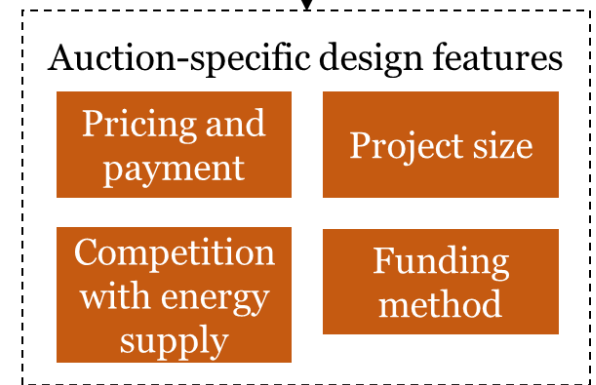 Auction-specific design features
Pricing and
payment
Project size
Competition
with energy
supply
Funding
method